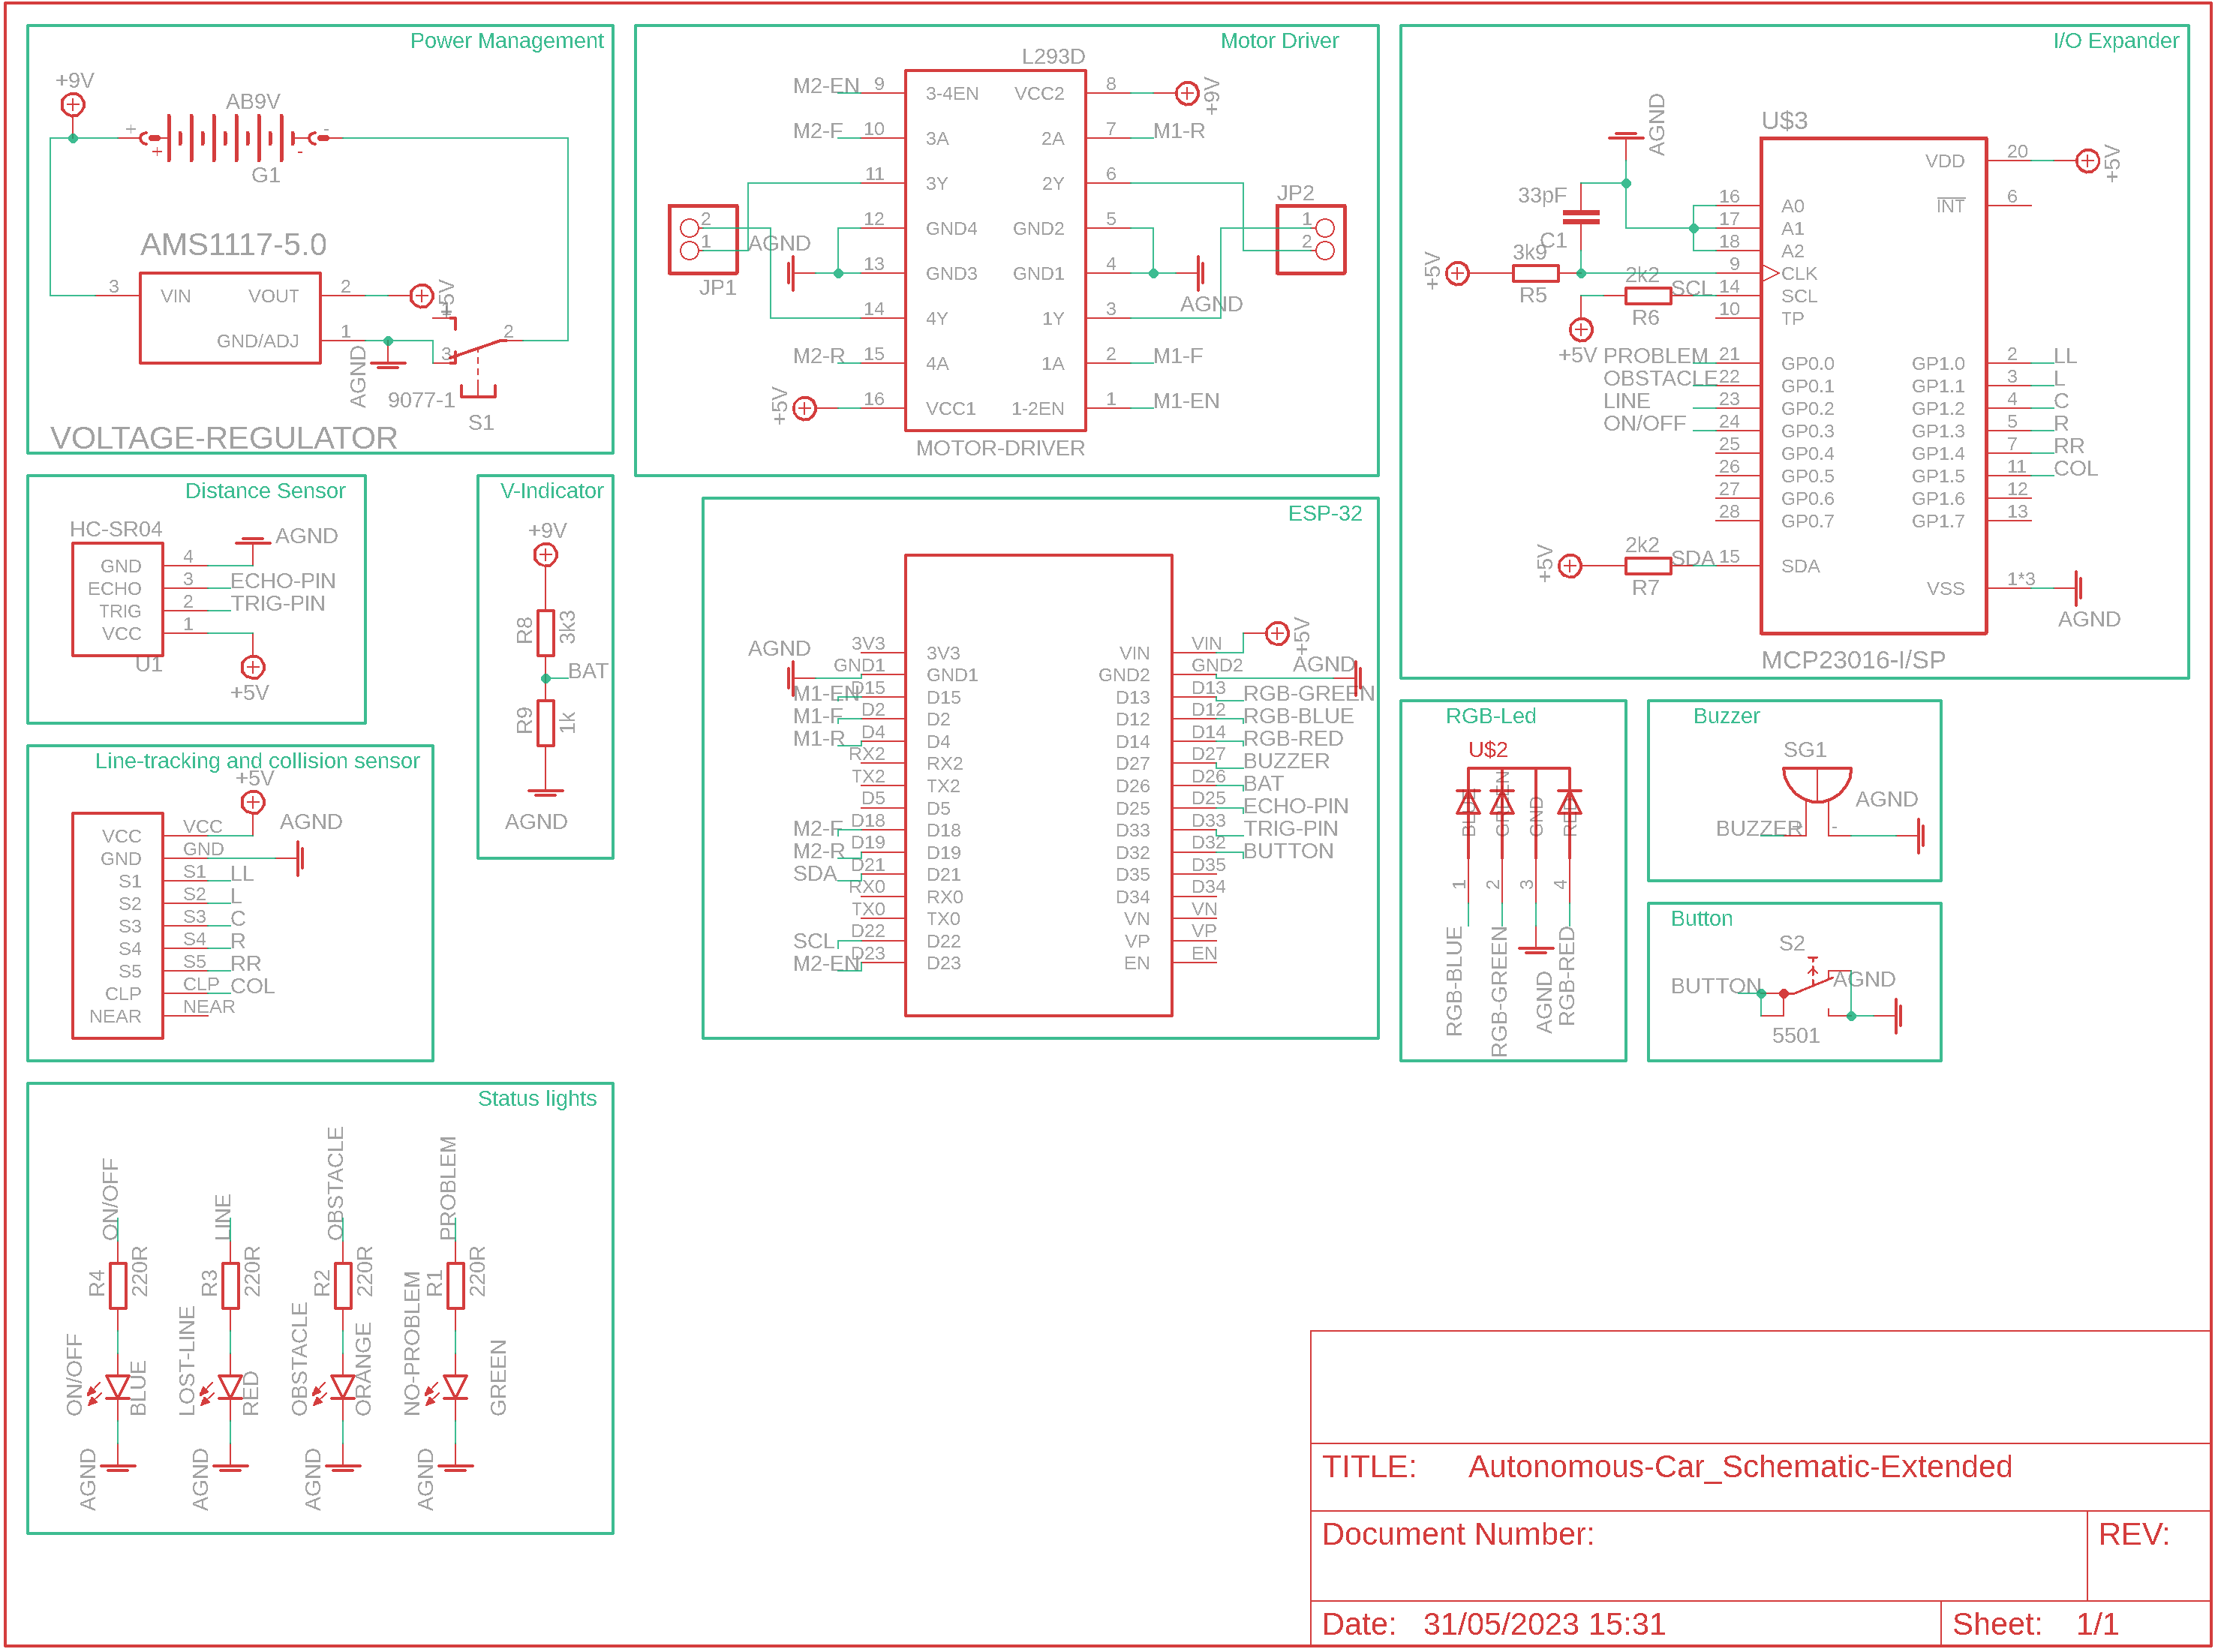 Power Management
+9V
AB9V
+
-
+
-
G1
AMS1117-5.0
3
VIN
VOUT
2
+5V
GND/ADJ
1
AGND
1
2
3
9077-1
S1
VOLTAGE-REGULATOR
Motor Driver
L293D
M2-EN 9 3-4EN VCC2 8 +9V
M2-F 10 3A 2A 7 M1-R
11 3Y 2Y 6
JP2
2 12 GND4 GND2 5 1
1 AGND 2
13 GND3 GND1 4
JP1 AGND
14 4Y 1Y 3
M2-R 15 4A 1A 2 M1-F
+5V 16 VCC1 1-2EN 1 M1-EN
MOTOR-DRIVER
I/O Expander
AGND
U$3
VDD 20 +5V
33pF
INT 6
16 A0
17 A1
18 A2
C1
+5V 3k9 R5 9 CLK
2k2 R6 SCL 14 SCL
10 TP
+5V
PROBLEM 21 GP0.0 GP1.0 2 LL
OBSTACLE 22 GP0.1 GP1.1 3 L
LINE 23 GP0.2 GP1.2 4 C
ON/OFF 24 GP0.3 GP1.3 5 R
25 GP0.4 GP1.4 7 RR
26 GP0.5 GP1.5 11 COL
27 GP0.6 GP1.6 12
28 GP0.7 GP1.7 13
+5V 2k2 R7 SDA 15 SDA
VSS 1*3
AGND
MCP23016-I/SP
Distance Sensor
HC-SR04
GND 4 AGND
ECHO 3 ECHO-PIN
TRIG 2 TRIG-PIN
VCC 1
U1
+5V
V-Indicator
+9V
R8 3k3
BAT
R9 1k
AGND
ESP-32
AGND
3V3 3V3 VIN VIN +5V
GND1 GND1 GND2 GND2 AGND
M1-EN D15 D15 D13 D13 RGB-GREEN
M1-F D2 D2 D12 D12 RGB-BLUE
M1-R D4 D4 D14 D14 RGB-RED
RX2 RX2 D27 D27 BUZZER
TX2 TX2 D26 D26 BAT
D5 D5 D25 D25 ECHO-PIN
M2-F D18 D18 D33 D33 TRIG-PIN
M2-R D19 D19 D32 D32 BUTTON
SDA D21 D21 D35 D35
RX0 RX0 D34 D34
TX0 TX0 VN VN
SCL D22 D22 VP VP
M2-EN D23 D23 EN EN
Line-tracking and collision sensor
+5V
AGND
VCC VCC
GND GND
S1 S1 LL
S2 S2 L
S3 S3 C
S4 S4 R
S5 S5 RR
CLP CLP COL
NEAR NEAR
RGB-Led
U$2
BLUE GREEN GND RED
1 2 3 4
RGB-BLUE RGB-GREEN AGND RGB-RED
Buzzer
SG1
AGND
BUZZER
-
Button
S2
BUTTON AGND
5501
Status lights
ON/OFF LINE OBSTACLE PROBLEM
R4 220R R3 220R R2 220R R1 220R
ON/OFF BLUE LOST-LINE RED OBSTACLE ORANGE NO-PROBLEM GREEN
AGND AGND AGND AGND
TITLE: Autonomous-Car_Schematic-Extended
Document Number:
REV:
Date: 31/05/2023 15:31
Sheet: 1/1